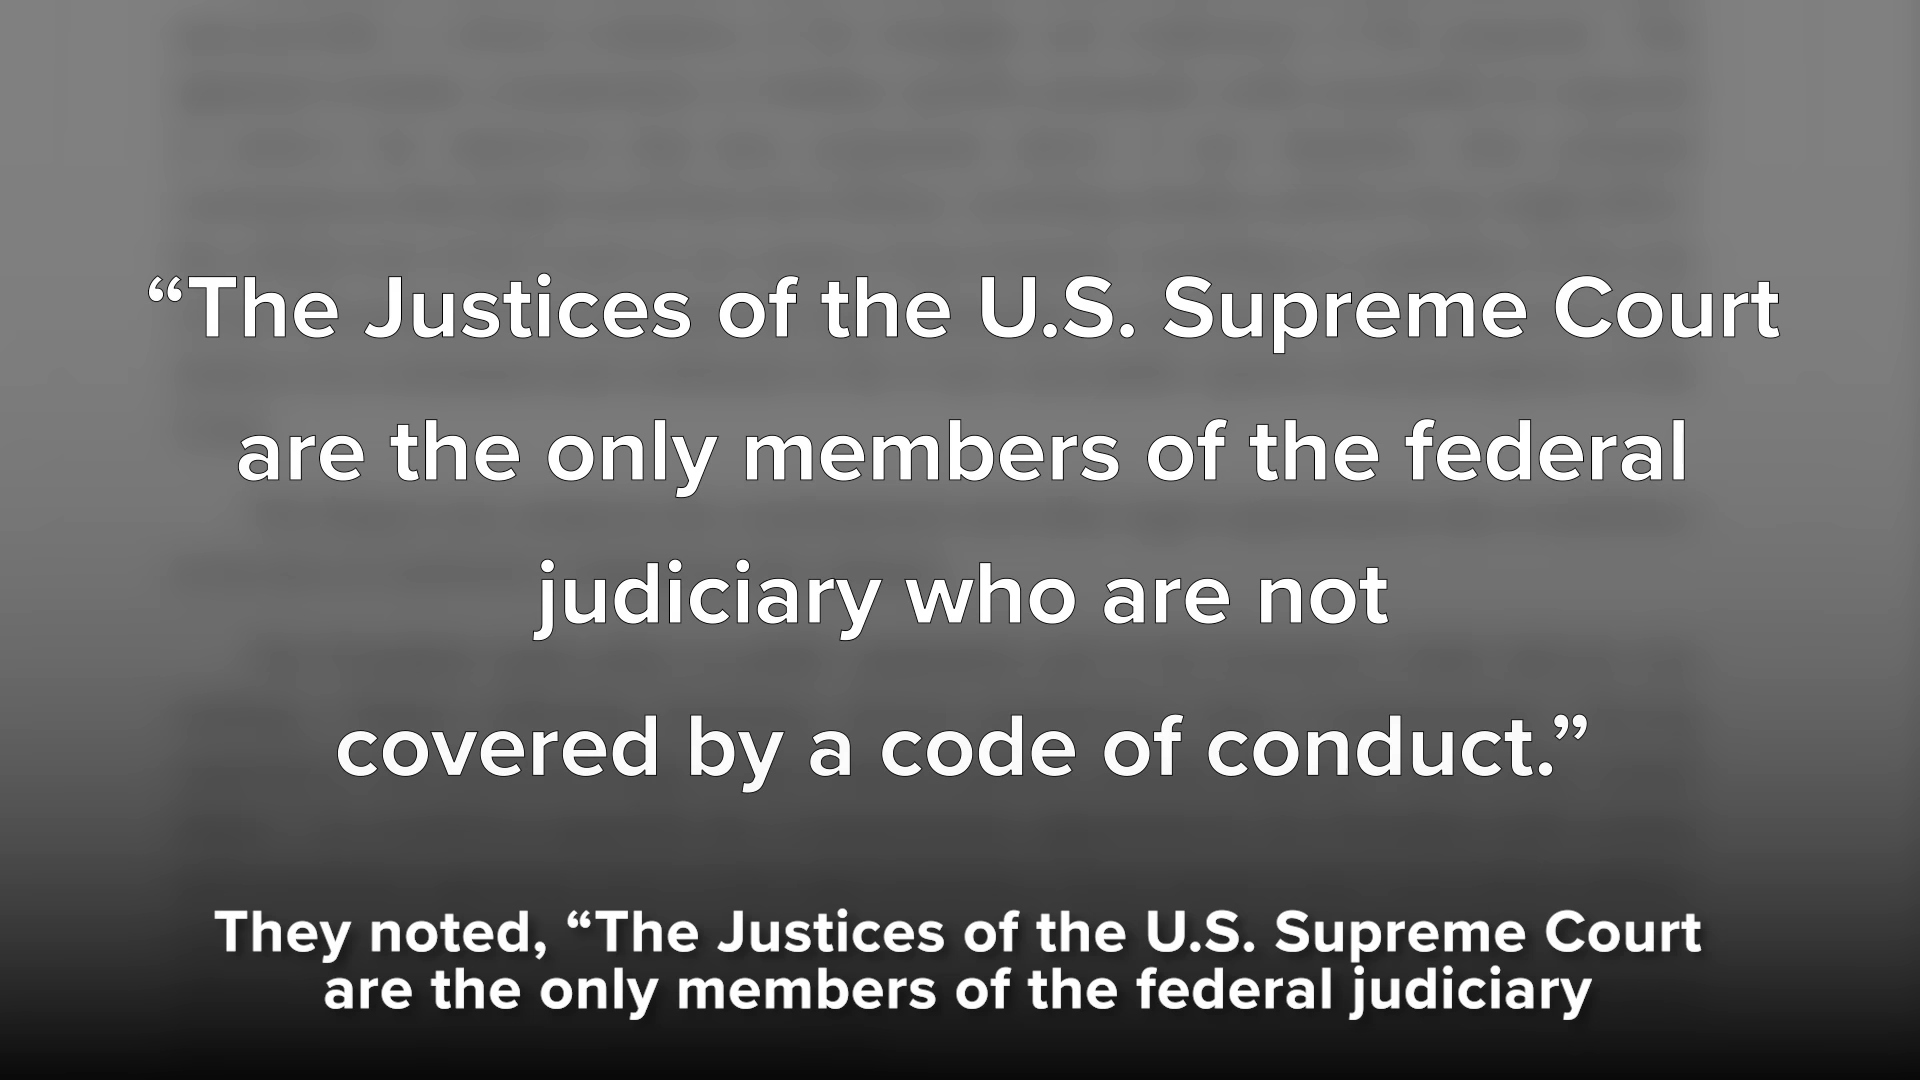 “The Justices of the U.S. Supreme Court
are the only members of the federal
judiciary who are not
covered by a code of conduct.”
They noted, “The Justices of the U.S. Supreme Court
are the only members of the federal judiciary